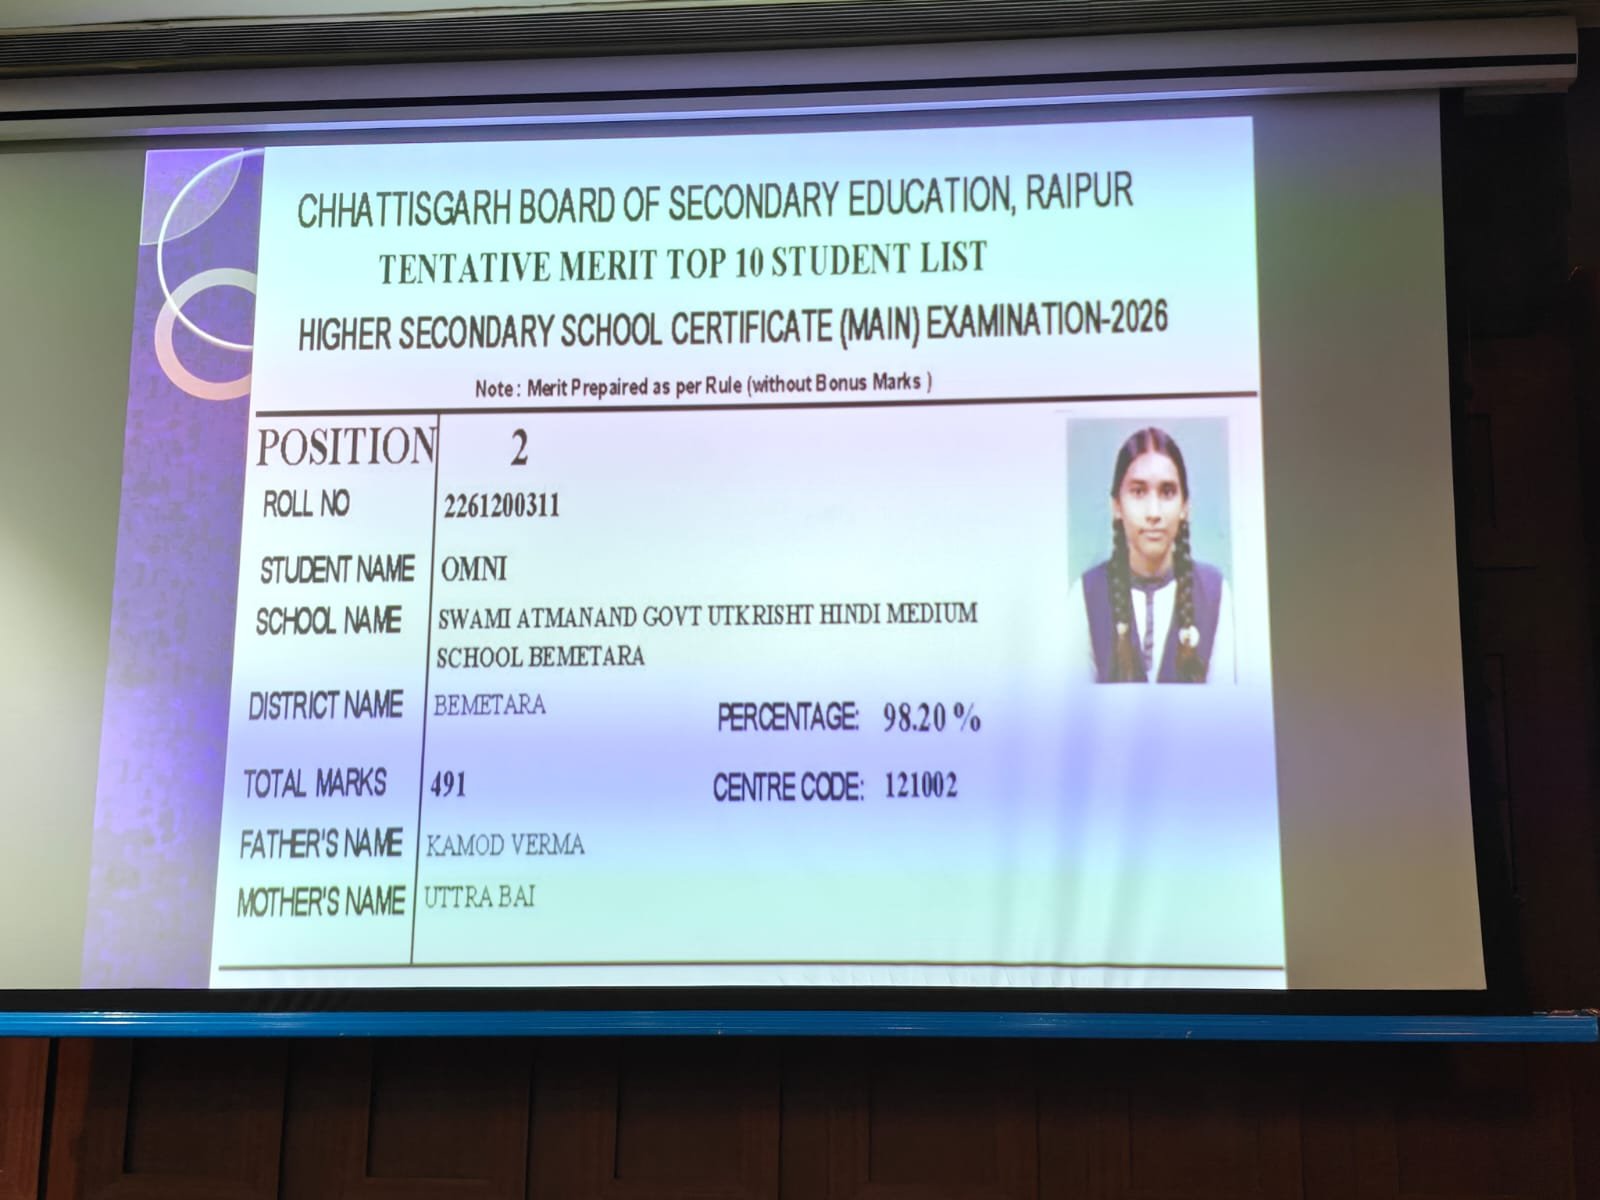 CHHATTISGARH BOARD OF SECONDARY EDUCATION, RAIPUR
TENTATIVE MERIT TOP 10 STUDENT LIST
HIGHER SECONDARY SCHOOL CERTIFICATE (MAIN) EXAMINATION-2026
Note : Merit Prepaired as per Rule (without Bonus Marks )
POSITION 2
ROLL NO 2261200311
STUDENT NAME OMNI
SCHOOL NAME SWAMI ATMANAND GOVT UTKRISHT HINDI MEDIUM
SCHOOL BEMETARA
DISTRICT NAME BEMETARA PERCENTAGE: 98.20 %
TOTAL MARKS 491 CENTRE CODE: 121002
FATHER'S NAME KAMOD VERMA
MOTHER'S NAME UTTRA BAI